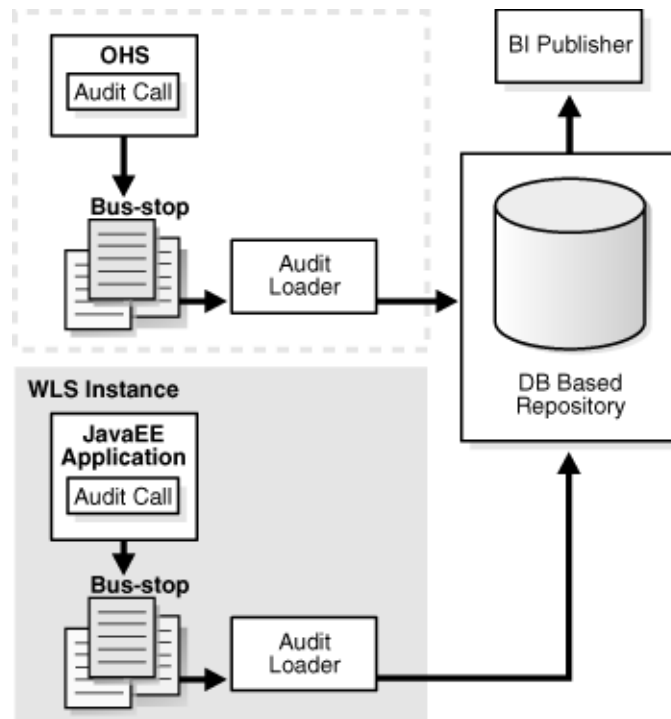 OHS
Audit Call
Bus-stop
Audit
Loader
BI Publisher
DB Based
Repository
WLS Instance
JavaEE
Application
Audit Call
Bus-stop
Audit
Loader